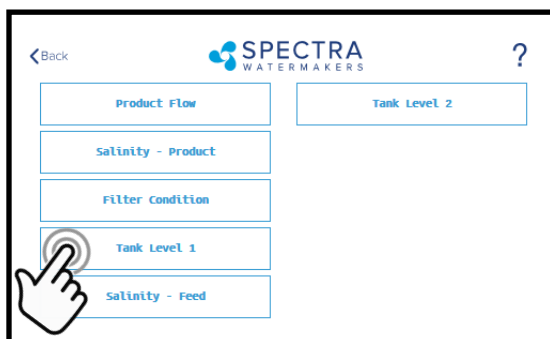 Back
SPECTRA
WATERMAKERS
?
Product Flow
Tank Level 2
Salinity - Product
Filter Condition
Tank Level 1
Salinity - Feed